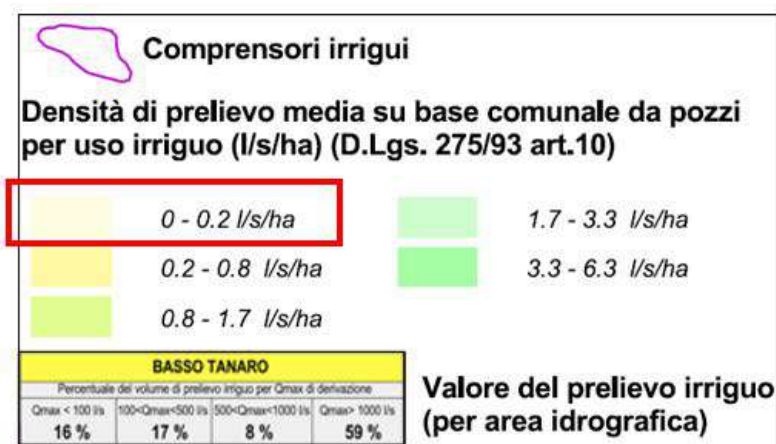 Comprensori irrigui
Densità di prelievo media su base comunale da pozzi
per uso irriguo (l/s/ha) (D.Lgs. 275/93 art.10)
0 - 0.2 l/s/ha
1.7 - 3.3 l/s/ha
0.2 - 0.8 l/s/ha
3.3 - 6.3 l/s/ha
0.8 - 1.7 l/s/ha
BASSO TANARO
Percentuale del volume di prelievo irriguo per Qmax di derivazione
Qmax < 100 l/s 100<Qmax<500 l/s 500<Qmax<1000 l/s Qmax> 1000 l/s
16 % 17 % 8 % 59 %
Valore del prelievo irriguo
(per area idrografica)